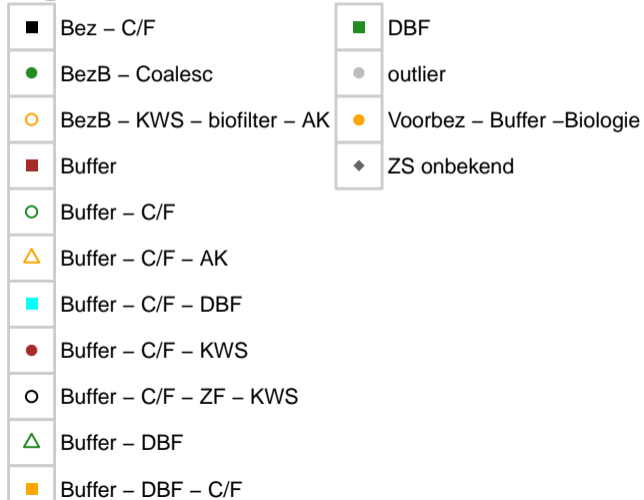 Bez – C/F
BezB – Coalesc
BezB – KWS – biofilter – AK
Buffer
Buffer – C/F
Buffer – C/F – AK
Buffer – C/F – DBF
Buffer – C/F – KWS
Buffer – C/F – ZF – KWS
Buffer – DBF
Buffer – DBF – C/F
DBF
outlier
Voorbez – Buffer –Biologie
ZS onbekend